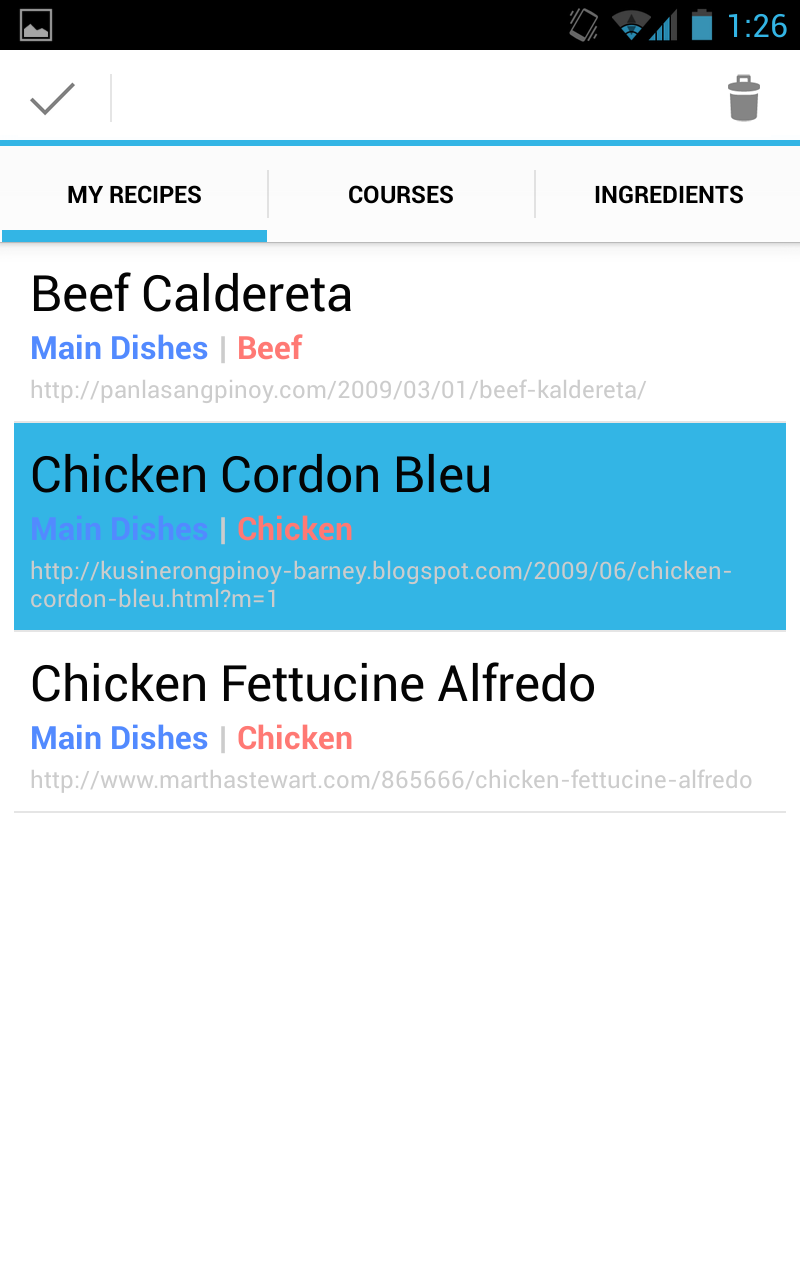 1:26
MY RECIPES COURSES INGREDIENTS
Beef Caldereta
Main Dishes | Beef
http://panlasangpinoy.com/2009/03/01/beef-kaldereta/
Chicken Cordon Bleu
Main Dishes | Chicken
http://kusinerongpinoy-barney.blogspot.com/2009/06/chicken-
cordon-bleu.html?m=1
Chicken Fettucine Alfredo
Main Dishes | Chicken
http://www.marthastewart.com/865666/chicken-fettucine-alfredo